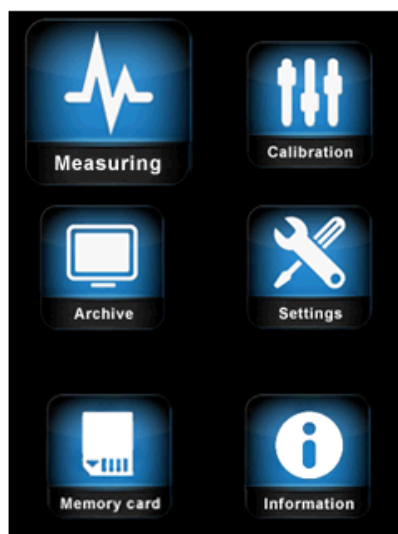 Measuring
Calibration
Archive
Settings
Memory card
Information